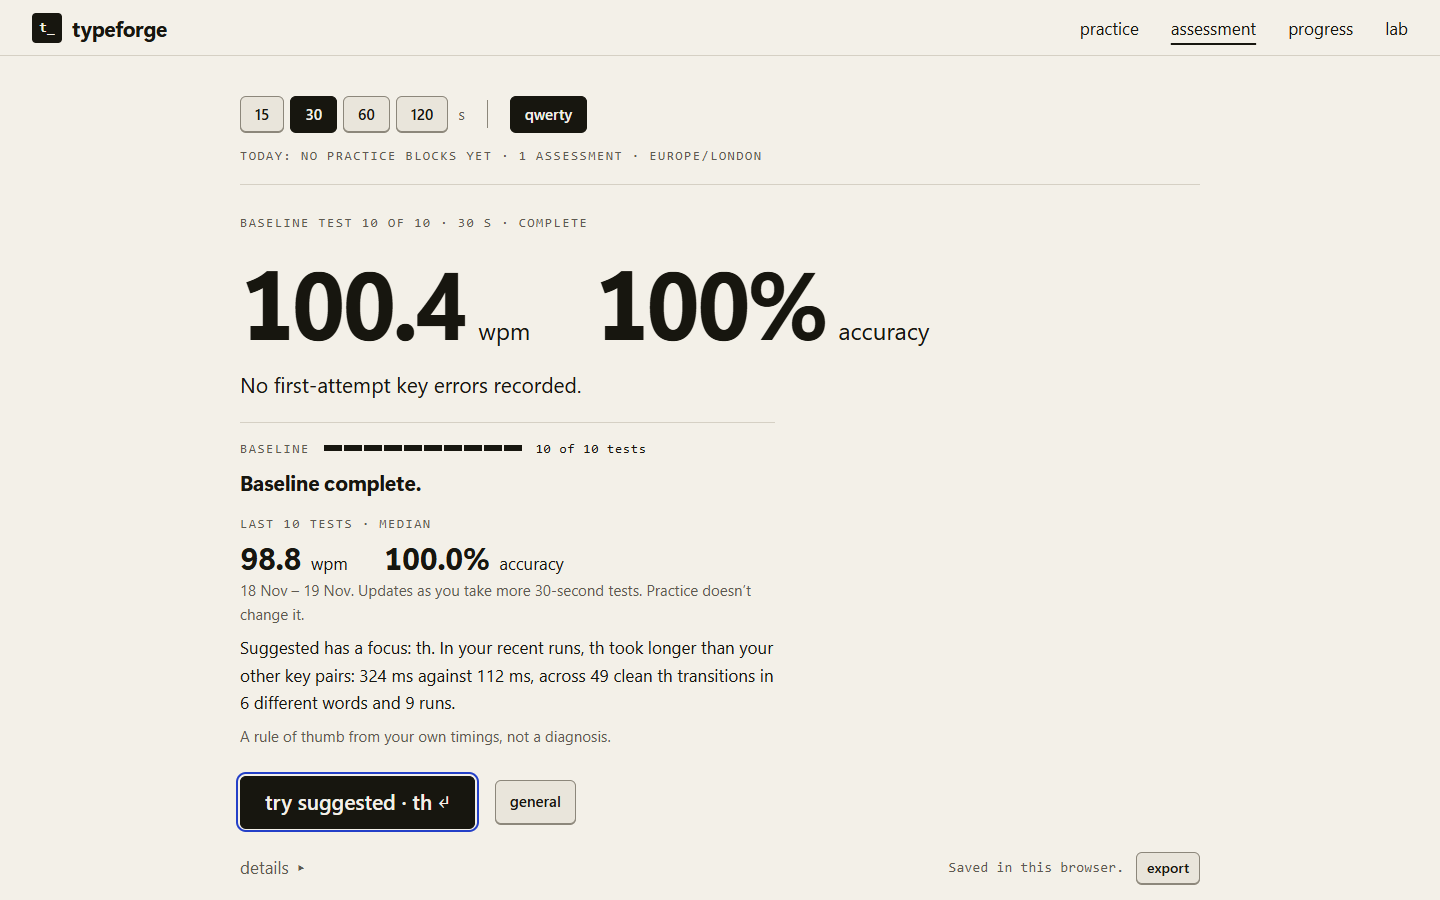 t_ typeforge practice assessment progress lab
15 30 60 120 s qwerty
TODAY: NO PRACTICE BLOCKS YET · 1 ASSESSMENT · EUROPE/LONDON
BASELINE TEST 10 OF 10 · 30 S · COMPLETE
100.4 wpm 100% accuracy
No first-attempt key errors recorded.
BASELINE 10 of 10 tests
Baseline complete.
LAST 10 TESTS · MEDIAN
98.8 wpm 100.0% accuracy
18 Nov – 19 Nov. Updates as you take more 30-second tests. Practice doesn’t
change it.
Suggested has a focus: th. In your recent runs, th took longer than your
other key pairs: 324 ms against 112 ms, across 49 clean th transitions in
6 different words and 9 runs.
A rule of thumb from your own timings, not a diagnosis.
try suggested · th ↵ general
details ▸ Saved in this browser. export